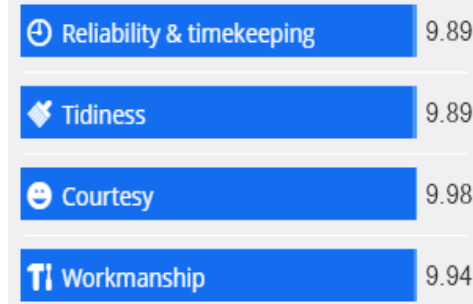 Reliability & timekeeping 9.89
Tidiness 9.89
Courtesy 9.98
Workmanship 9.94